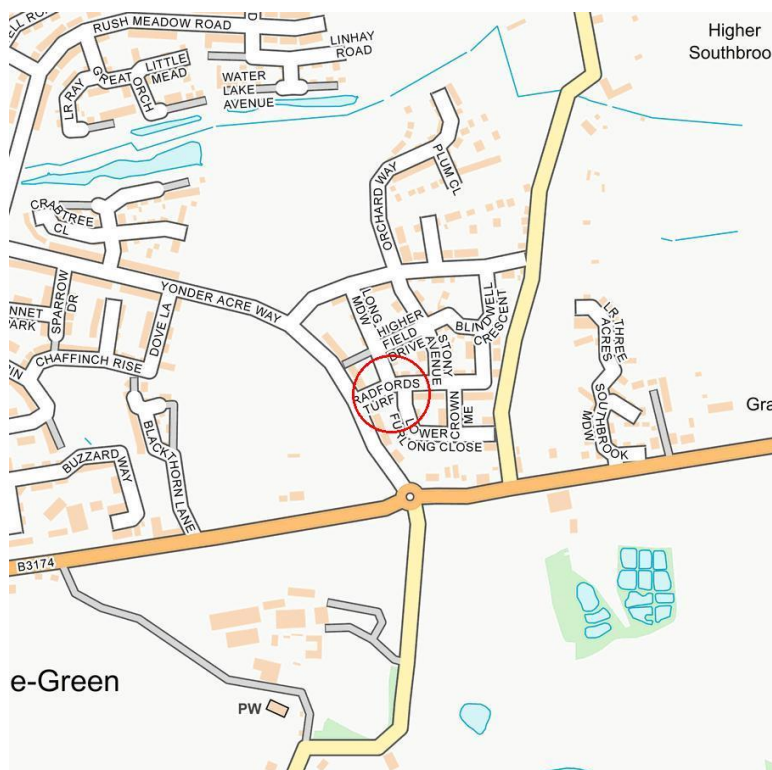 RUSH MEADOW ROAD
LINHAY
ROAD
Higher
Southbroo
LITTLE
MEAD
GREAT
ORCH
LR RAY
WATER
LAKE
AVENUE
PLUM CL
ORCHARD WAY
CRABTREE
CL
YONDER ACRE WAY
SPARROW
DR
DOVE LA
NNET
PARK
CHAFFINCH RISE
PIN
LONG
MDW
HIGHER
FIELD
DRIVE
BLINDWELL
CRESCENT
STONY
AVENUE
LR THREE
ACRES
RADFORDS
TURF
CROWN
ME
LOWER
FURLONG CLOSE
SOUTHBROOK
MDW
Gra
BLACKTHORN LANE
BUZZARD WAY
B3174
e-Green
PW